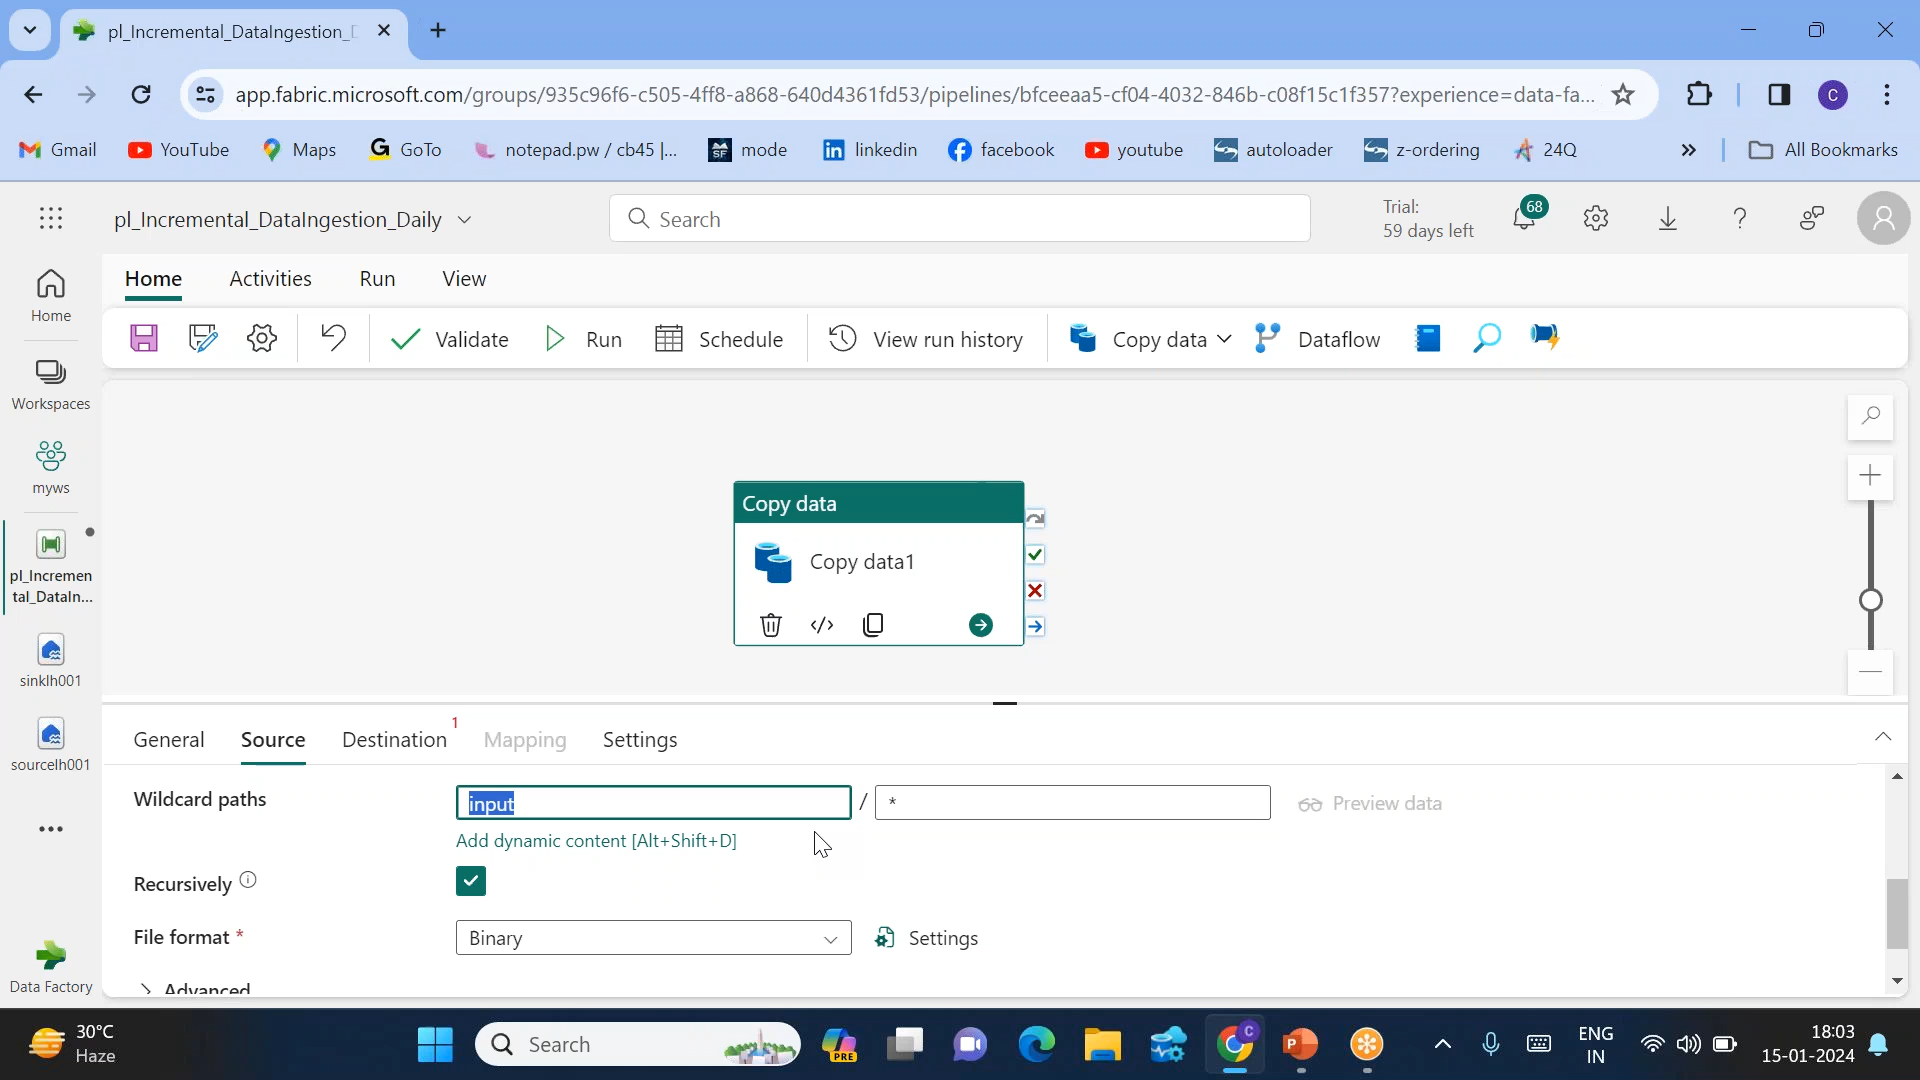 pl_Incremental_DataIngestion_D
app.fabric.microsoft.com/groups/935c96f6-c505-4ff8-a868-640d4361fd53/pipelines/bfceeaa5-cf04-4032-846b-c08f15c1f357?experience=data-fa...
C
Gmail
YouTube
Maps
GoTo
notepad.pw / cb45 |...
mode
linkedin
facebook
youtube
autoloader
z-ordering
24Q
All Bookmarks
pl_Incremental_DataIngestion_Daily
Search
Trial:
59 days left
68
Home
Activities
Run
View
Validate
Run
Schedule
View run history
Copy data
Dataflow
Home
Workspaces
myws
pl_Incremen
tal_DataIn...
sinklh001
sourcelh001
Data Factory
Copy data
Copy data1
General
Source
Destination
1
Mapping
Settings
Wildcard paths
input
/
*
Preview data
Add dynamic content [Alt+Shift+D]
Recursively
File format *
Binary
Settings
Advanced
30°C
Haze
Search
PRE
ENG
IN
18:03
15-01-2024